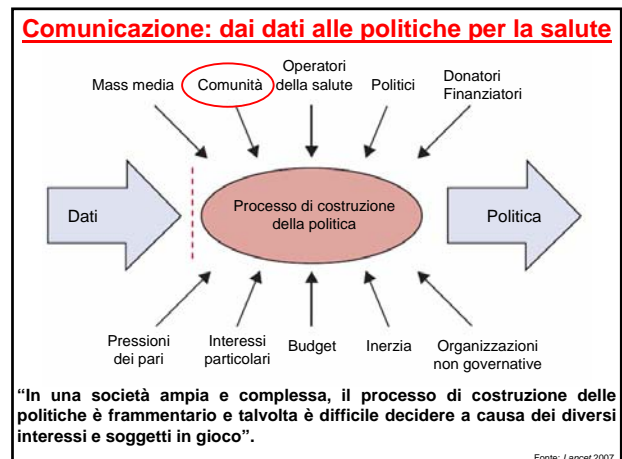 Comunicazione: dai dati alle politiche per la salute
Mass media
Comunità
Operatori
della salute
Politici
Donatori
Finanziatori
Dati
Processo di costruzione
della politica
Politica
Pressioni
dei pari
Interessi
particolari
Budget
Inerzia
Organizzazioni
non governative
“In una società ampia e complessa, il processo di costruzione delle
politiche è frammentario e talvolta è difficile decidere a causa dei diversi
interessi e soggetti in gioco”.
Fonte: Lancet 2007